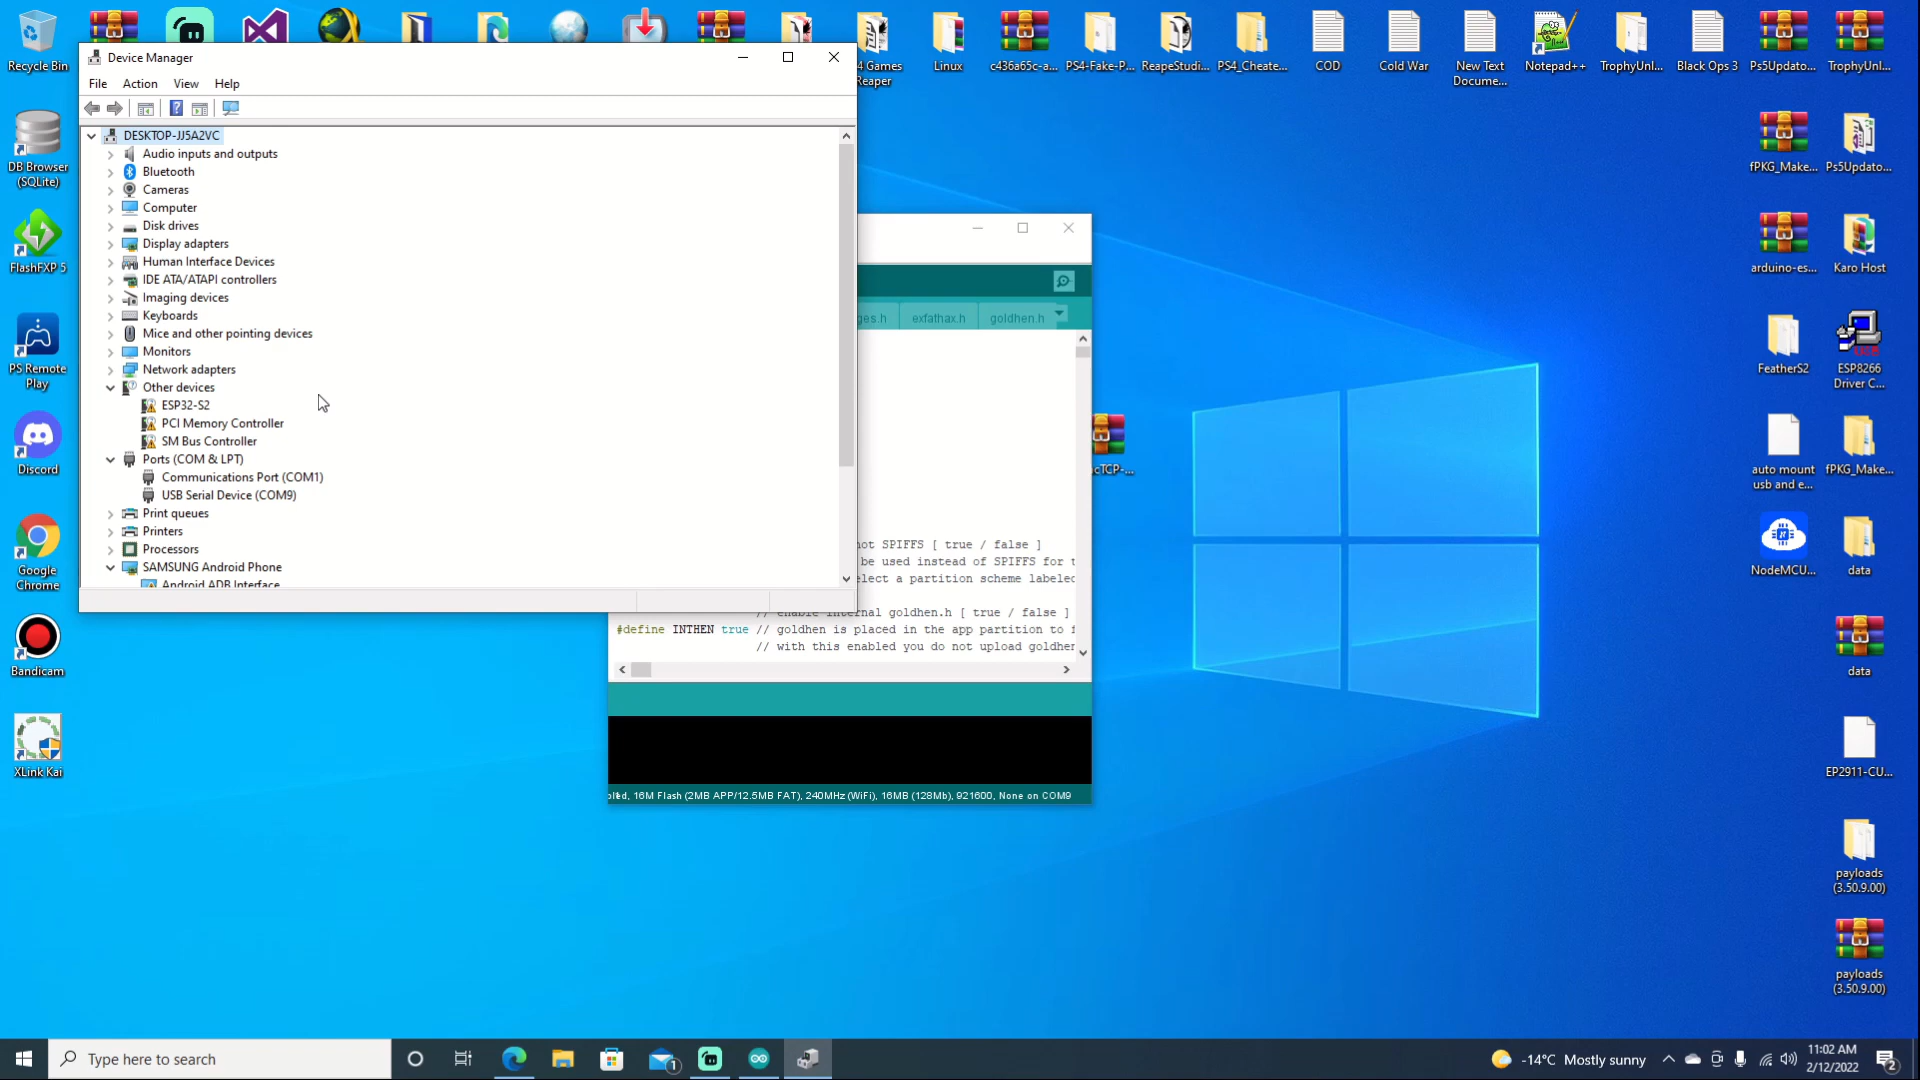 Recycle Bin
DB Browser
(SQLite)
FlashFXP 5
PS Remote
Play
Discord
Google
Chrome
Bandicam
XLink Kai
Device Manager
File Action View Help
DESKTOP-JJ5A2VC
Audio inputs and outputs
Bluetooth
Cameras
Computer
Disk drives
Display adapters
Human Interface Devices
IDE ATA/ATAPI controllers
Imaging devices
Keyboards
Mice and other pointing devices
Monitors
Network adapters
Other devices
ESP32-S2
PCI Memory Controller
SM Bus Controller
Ports (COM & LPT)
Communications Port (COM1)
USB Serial Device (COM9)
Print queues
Printers
Processors
SAMSUNG Android Phone
Android ADB Interface
ges.h exfathax.h goldhen.h
ot SPIFFS [ true / false ]
be used instead of SPIFFS for t
elect a partition scheme labeled
// enable internal goldhen.h [ true / false ]
#define INTHEN true // goldhen is placed in the app partition to f
// with this enabled you do not upload goldhen
16M Flash (2MB APP/12.5MB FAT), 240MHz (WiFi), 16MB (128Mb), 921600, None on COM9
4 Games
Reaper
Linux
c436a65c-a...
PS4-Fake-P...
ReapeStudi...
PS4_Cheate...
COD
Cold War
New Text
Docume...
Notepad++
TrophyUnl...
Black Ops 3
Ps5Updato...
TrophyUnl...
fPKG_Make...
Ps5Updato...
arduino-es...
Karo Host
FeatherS2
ESP8266
Driver C...
cTCP-...
auto mount
usb and e...
fPKG_Make...
NodeMCU...
data
data
EP2911-CU...
payloads
(3.50.9.00)
payloads
(3.50.9.00)
Type here to search
1
-14°C Mostly sunny
11:02 AM
2/12/2022
2